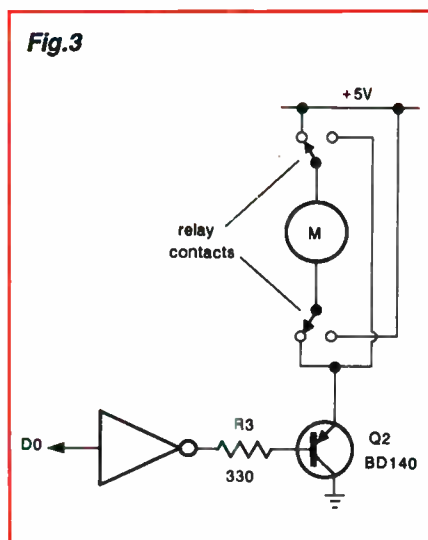 Fig.3
+5V
relay
contacts
M
D0
R3
330
Q2
BD140